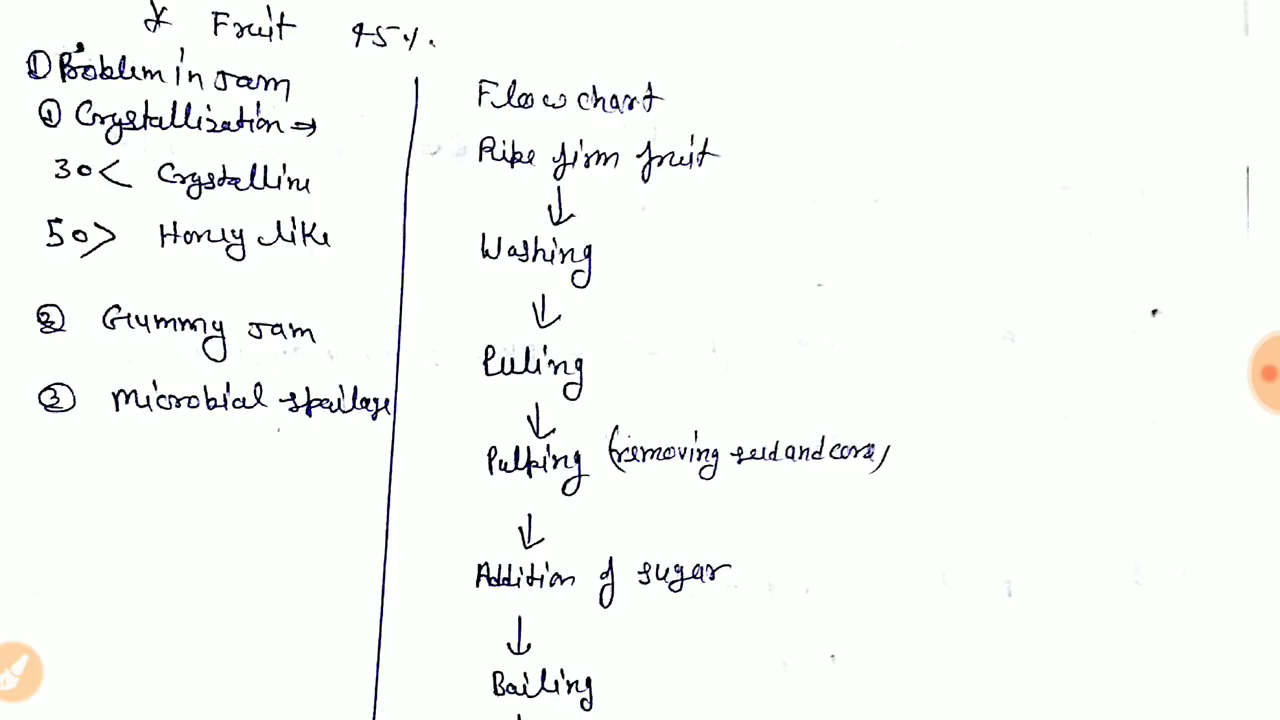 * Fruit 45%.
① Problem in Jam
① Crystallization →
30< Crystalline
50> Honey like
② Gummy Jam
③ Microbial spoilage
Flow chart
Ripe firm fruit
↓
Washing
↓
Peeling
↓
Pulping (removing seed and core)
↓
Addition of sugar
↓
Boiling